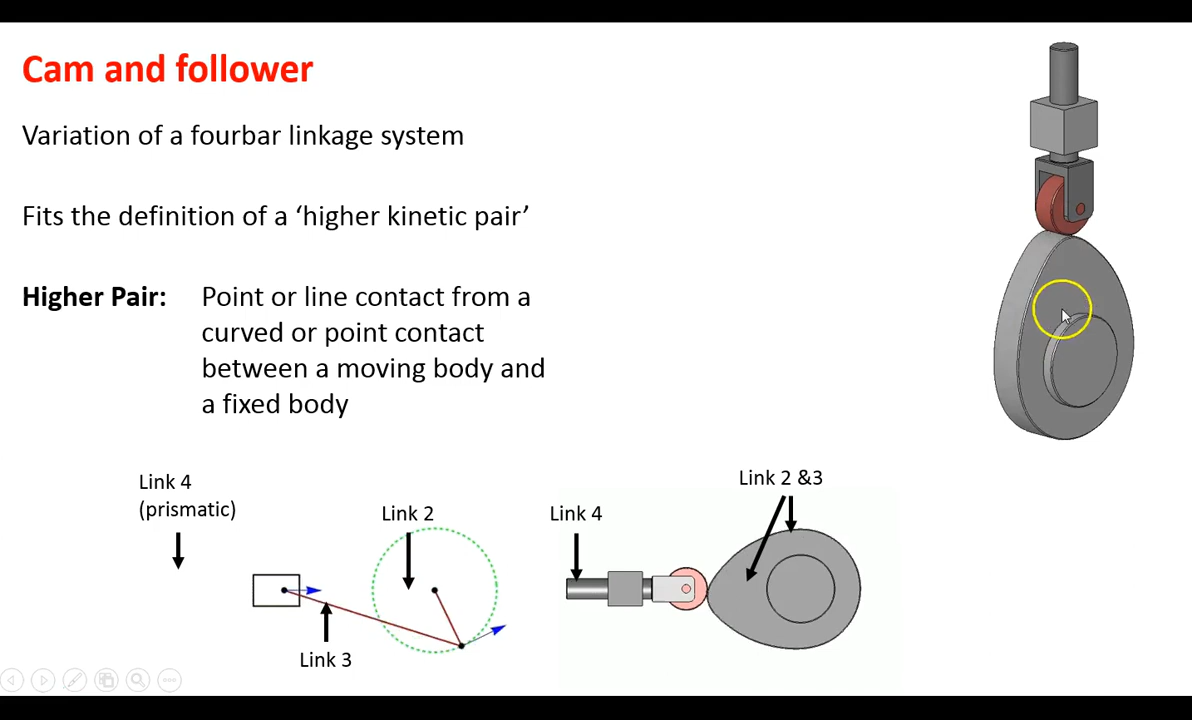 Cam and follower
Variation of a fourbar linkage system
Fits the definition of a ‘higher kinetic pair’
Higher Pair: Point or line contact from a
curved or point contact
between a moving body and
a fixed body
Link 4
(prismatic)
Link 2
Link 3
Link 4
Link 2 &3